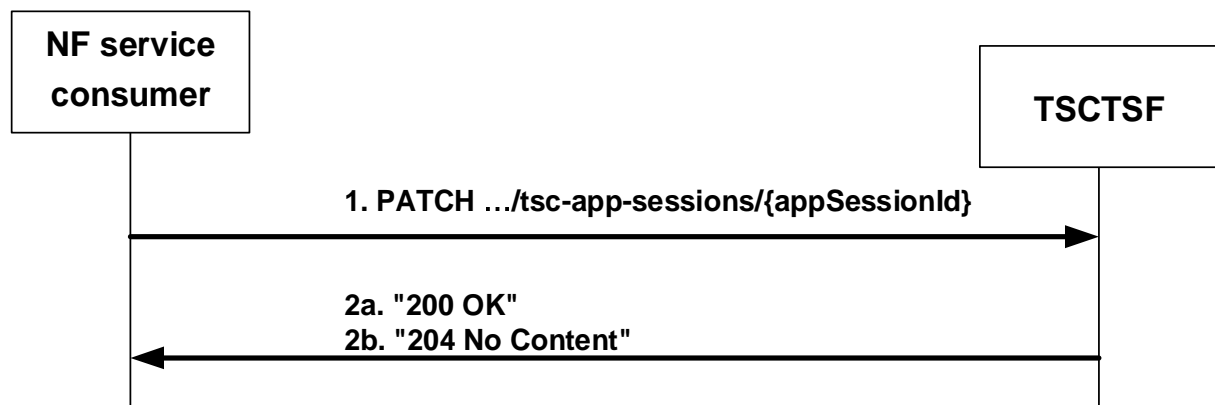 NF service
consumer
TSCTSF
1. PATCH …/tsc-app-sessions/{appSessionId}
2a. "200 OK"
2b. "204 No Content"